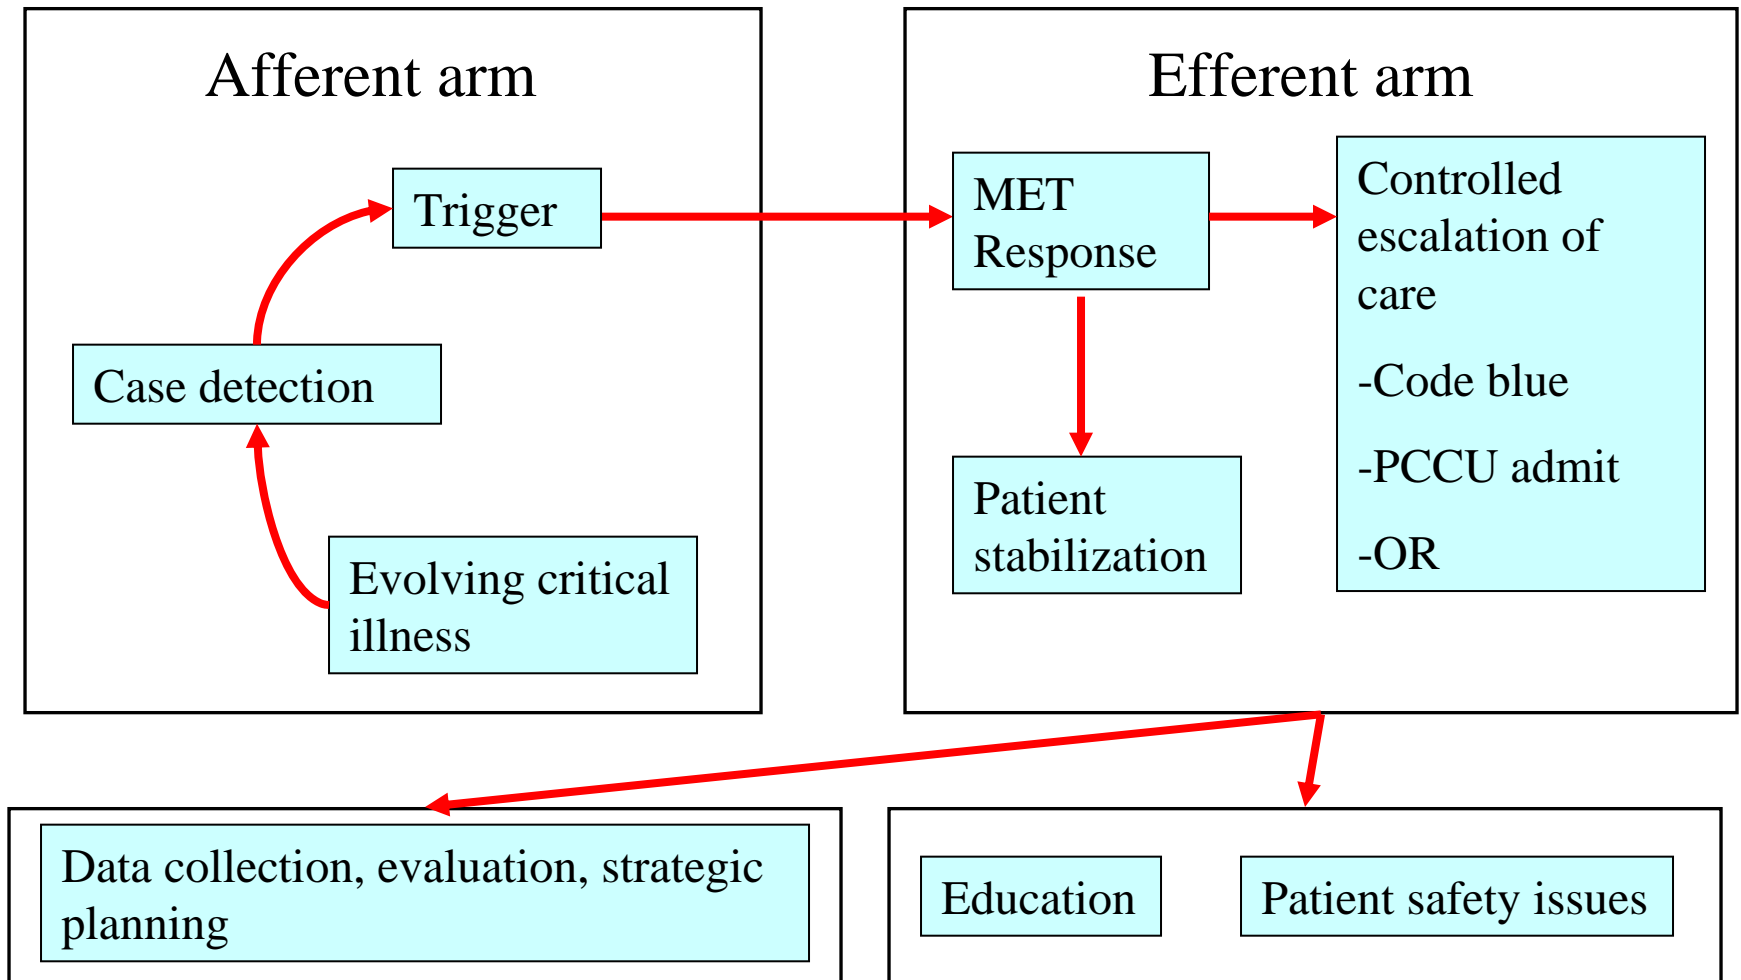 Afferent arm
Trigger
Case detection
Evolving critical
illness
Efferent arm
MET
Response
Patient
stabilization
Controlled
escalation of
care
-Code blue
-PCCU admit
-OR
Data collection, evaluation, strategic
planning
Education
Patient safety issues